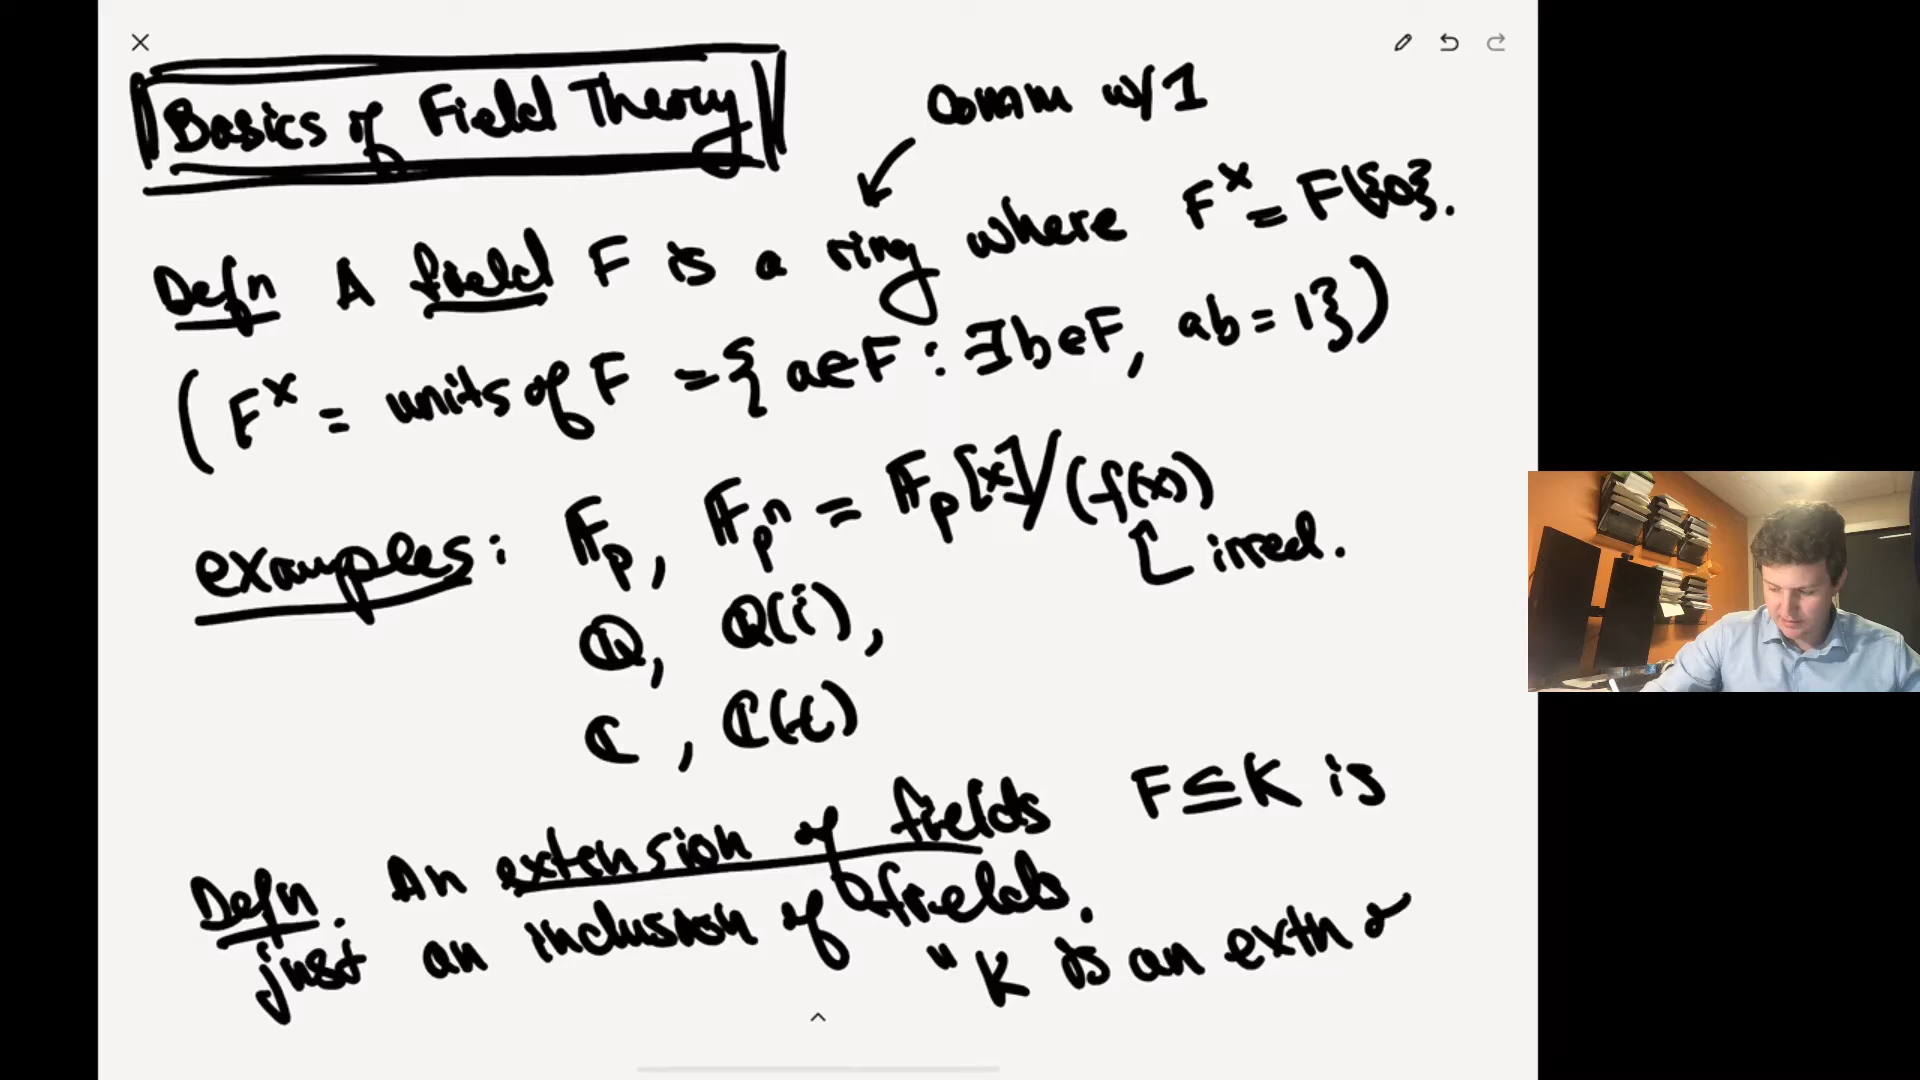 Basics of Field Theory
comm w/1
Defn A field F is a ring where F^× = F\{0}.
(F^× = units of F = {a∈F : ∃b∈F, ab = 1})
examples: 𝔽_p, 𝔽_{p^n} = 𝔽_p[x]/(f(x))
irred.
ℚ, ℚ(i),
ℂ, ℂ(t)
Defn. An extension of fields F ⊆ K is
just an inclusion of fields.
"K is an extn